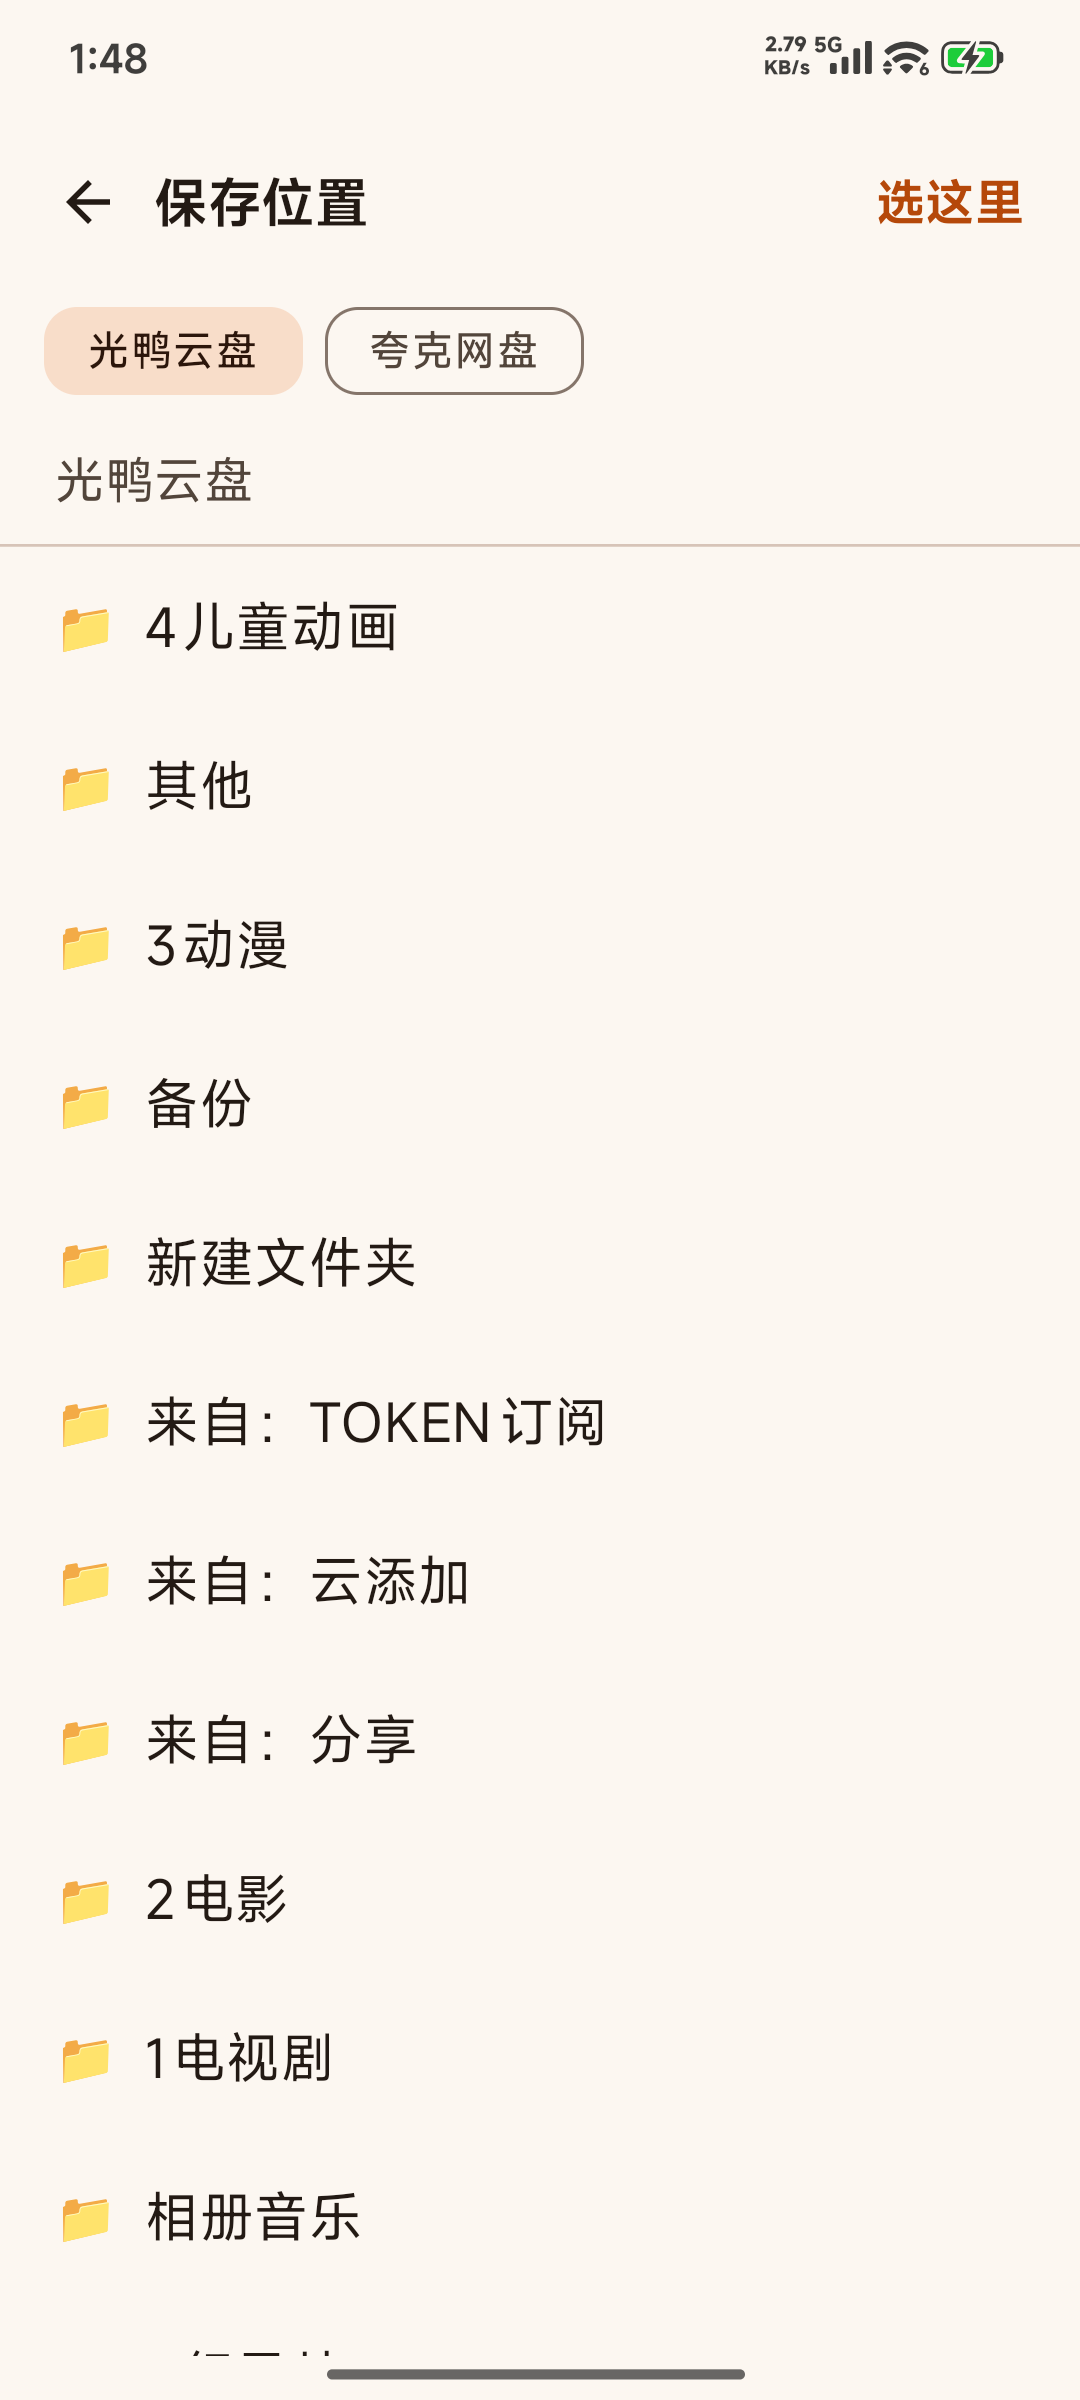 1:48
2.79 KB/s 5G 6
保存位置
选这里
光鸭云盘 夸克网盘
光鸭云盘
4儿童动画
其他
3动漫
备份
新建文件夹
来自：TOKEN订阅
来自：云添加
来自：分享
2电影
1电视剧
相册音乐